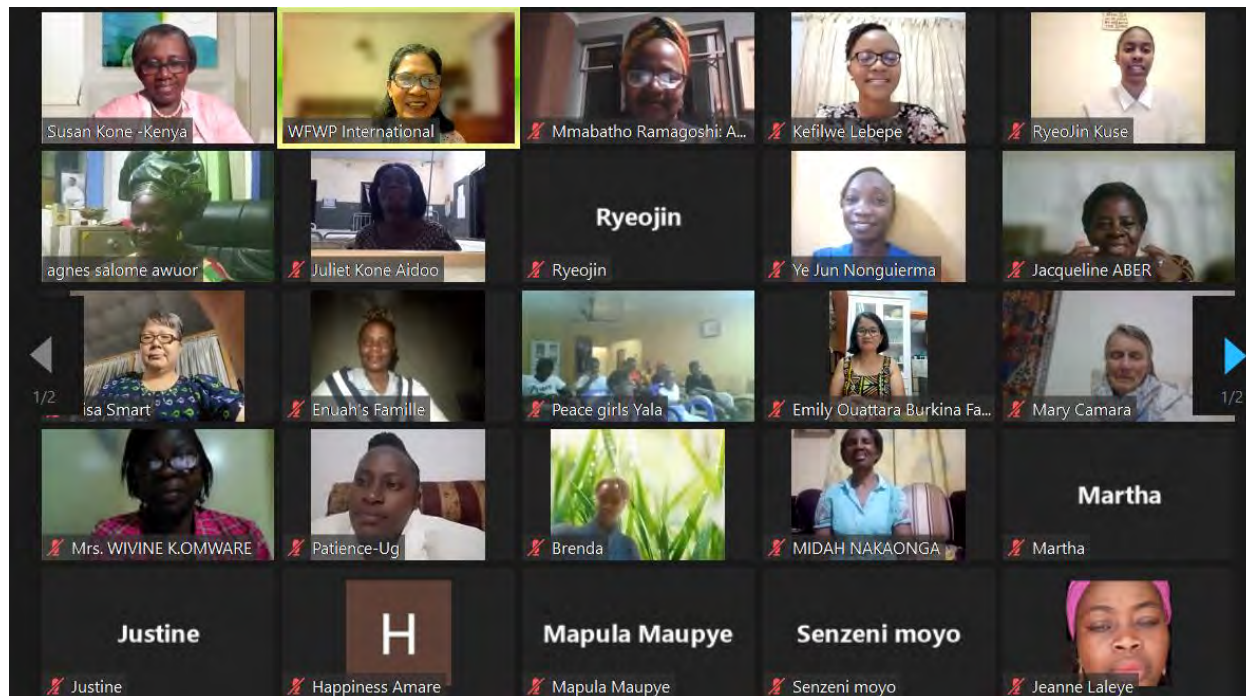 Susan Kone -Kenya
WFWP International
Mmabatho Ramagoshi: A...
Kefilwe Lebepe
RyeoJin Kuse
agnes salome awuor
Juliet Kone Aidoo
Ryeojin
Ryeojin
Ye Jun Nonguierma
Jacqueline ABER
1/2
isa Smart
Enuah's Famille
Peace girls Yala
Emily Ouattara Burkina Fa...
Mary Camara
1/2
Mrs. WIVINE K.OMWARE
Patience-Ug
Brenda
MIDAH NAKAONGA
Martha
Martha
Justine
Justine
H
Happiness Amare
Mapula Maupye
Mapula Maupye
Senzeni moyo
Senzeni moyo
Jeanne Laleye